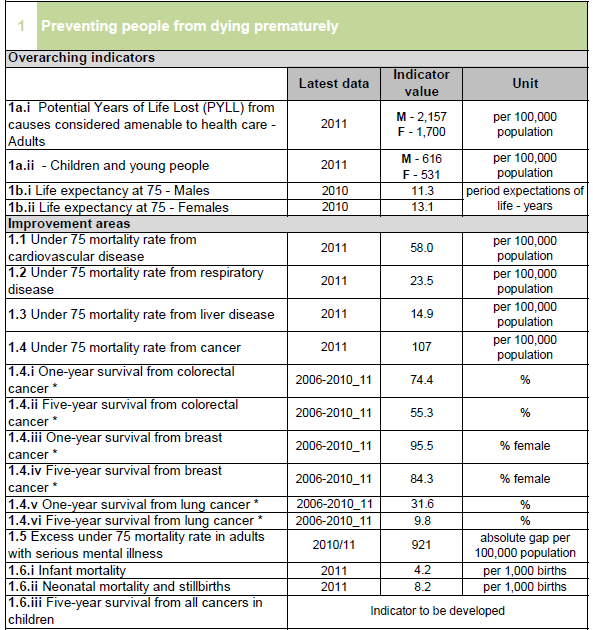 1 Preventing people from dying prematurely
Overarching indicators
Latest data Indicator value Unit
1a.i Potential Years of Life Lost (PYLL) from
causes considered amenable to health care -
Adults
2011
M - 2,157
F - 1,700
per 100,000
population
1a.ii - Children and young people
2011
M - 616
F - 531
per 100,000
population
1b.i Life expectancy at 75 - Males 2010 11.3 period expectations of
1b.ii Life expectancy at 75 - Females 2010 13.1 life - years
Improvement areas
1.1 Under 75 mortality rate from
cardiovascular disease
2011
58.0
per 100,000
population
1.2 Under 75 mortality rate from respiratory
disease
2011
23.5
per 100,000
population
1.3 Under 75 mortality rate from liver disease
2011
14.9
per 100,000
population
1.4 Under 75 mortality rate from cancer
2011
107
per 100,000
population
1.4.i One-year survival from colorectal
cancer *
2006-2010_11
74.4
%
1.4.ii Five-year survival from colorectal
cancer *
2006-2010_11
55.3
%
1.4.iii One-year survival from breast
cancer *
2006-2010_11
95.5
% female
1.4.iv Five-year survival from breast
cancer *
2006-2010_11
84.3
% female
1.4.v One-year survival from lung cancer * 2006-2010_11 31.6 %
1.4.vi Five-year survival from lung cancer * 2006-2010_11 9.8 %
1.5 Excess under 75 mortality rate in adults
with serious mental illness
2010/11
921
absolute gap per
100,000 population
1.6.i Infant mortality 2011 4.2 per 1,000 births
1.6.ii Neonatal mortality and stillbirths 2011 8.2 per 1,000 births
1.6.iii Five-year survival from all cancers in
children
Indicator to be developed